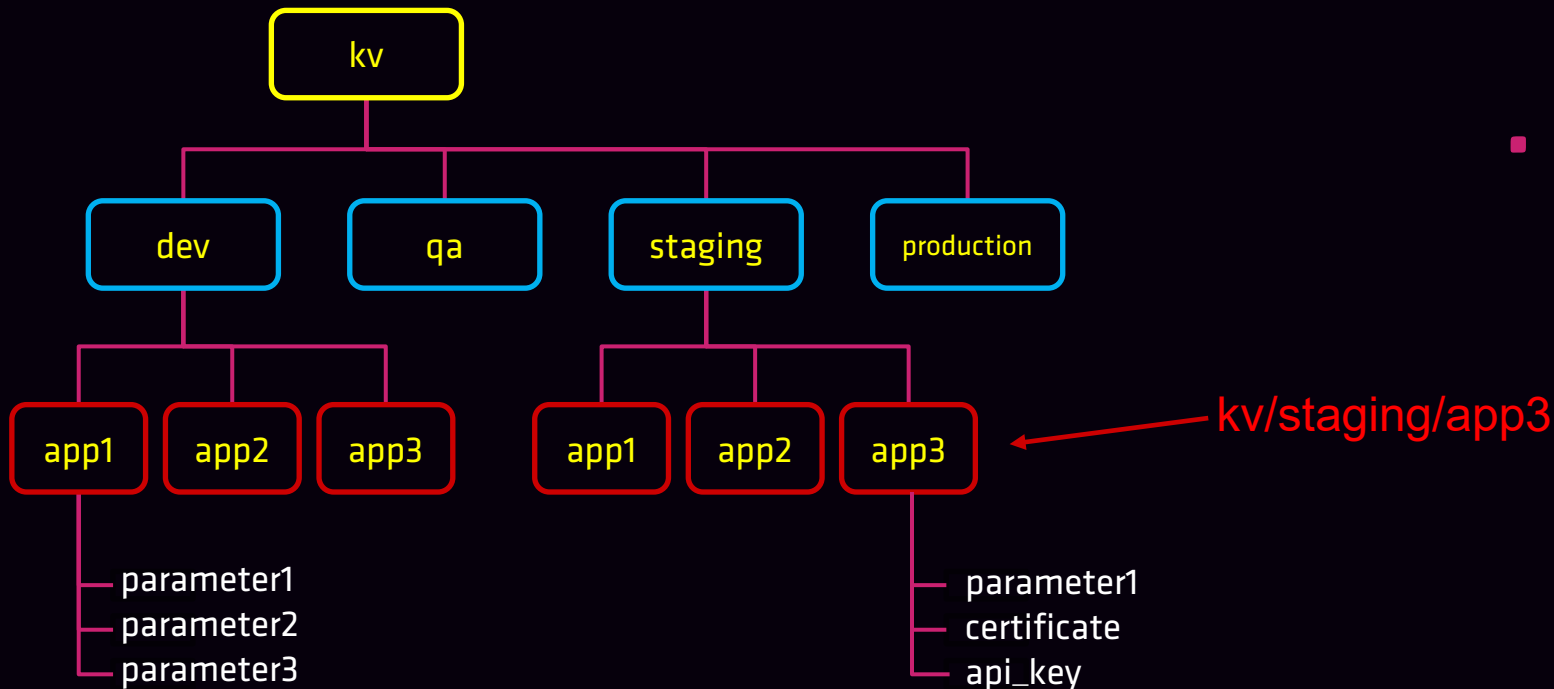 kv
dev
qa
staging
production
app1
app2
app3
app1
app2
app3
kv/staging/app3
parameter1
parameter2
parameter3
parameter1
certificate
api_key